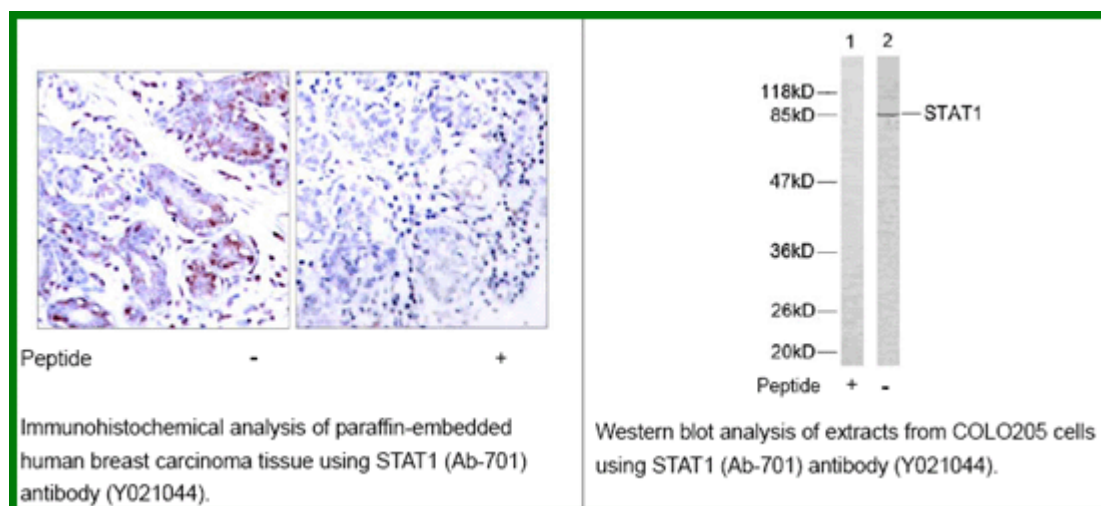 Peptide - +
Immunohistochemical analysis of paraffin-embedded
human breast carcinoma tissue using STAT1 (Ab-701)
antibody (Y021044).
1 2
118kD
85kD
STAT1
47kD
36kD
26kD
20kD
Peptide + -
Western blot analysis of extracts from COLO205 cells
using STAT1 (Ab-701) antibody (Y021044).